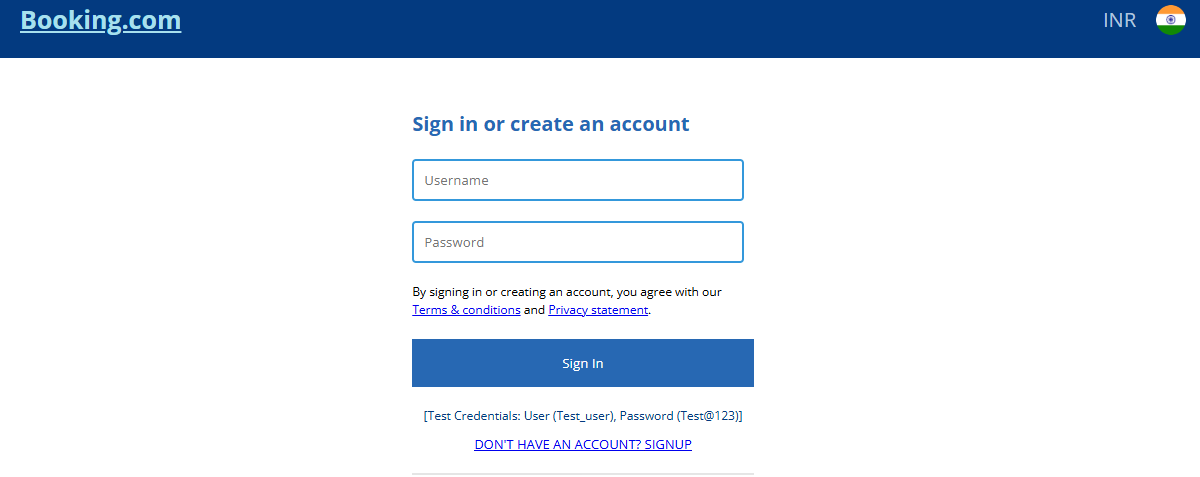 Booking.com
INR
Sign in or create an account
Username
Password
By signing in or creating an account, you agree with our
Terms & conditions and Privacy statement.
Sign In
[Test Credentials: User (Test_user), Password (Test@123)]
DON'T HAVE AN ACCOUNT? SIGNUP